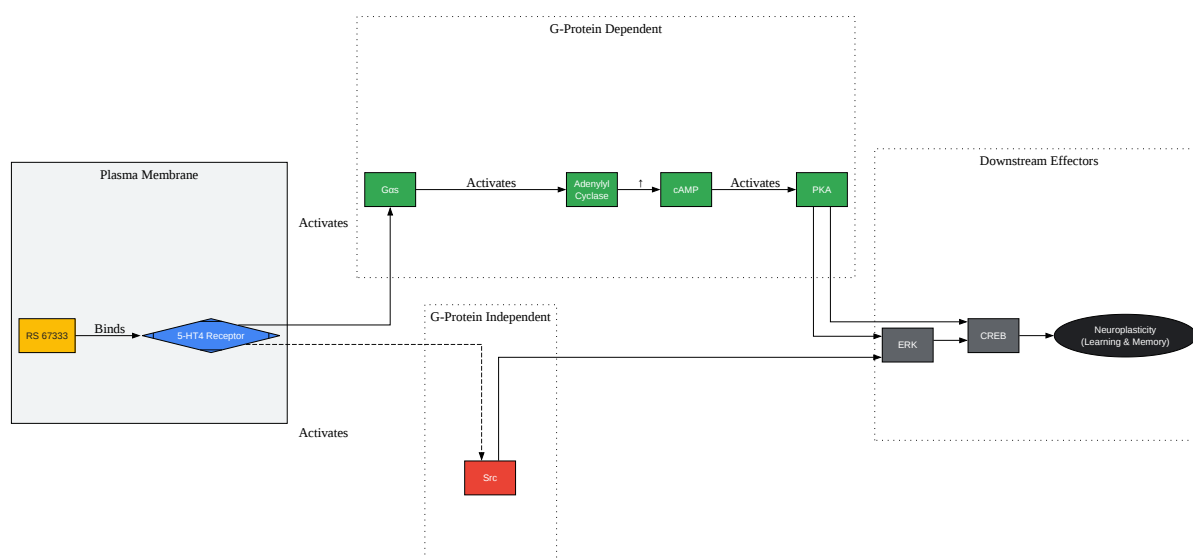 G-Protein Dependent
Plasma Membrane
Downstream Effectors
Gαs
Activates
Adenylyl
Cyclase
↑
cAMP
Activates
PKA
Activates
G-Protein Independent
RS 67333
Binds
5-HT4 Receptor
ERK
CREB
Neuroplasticity
(Learning & Memory)
Activates
Src